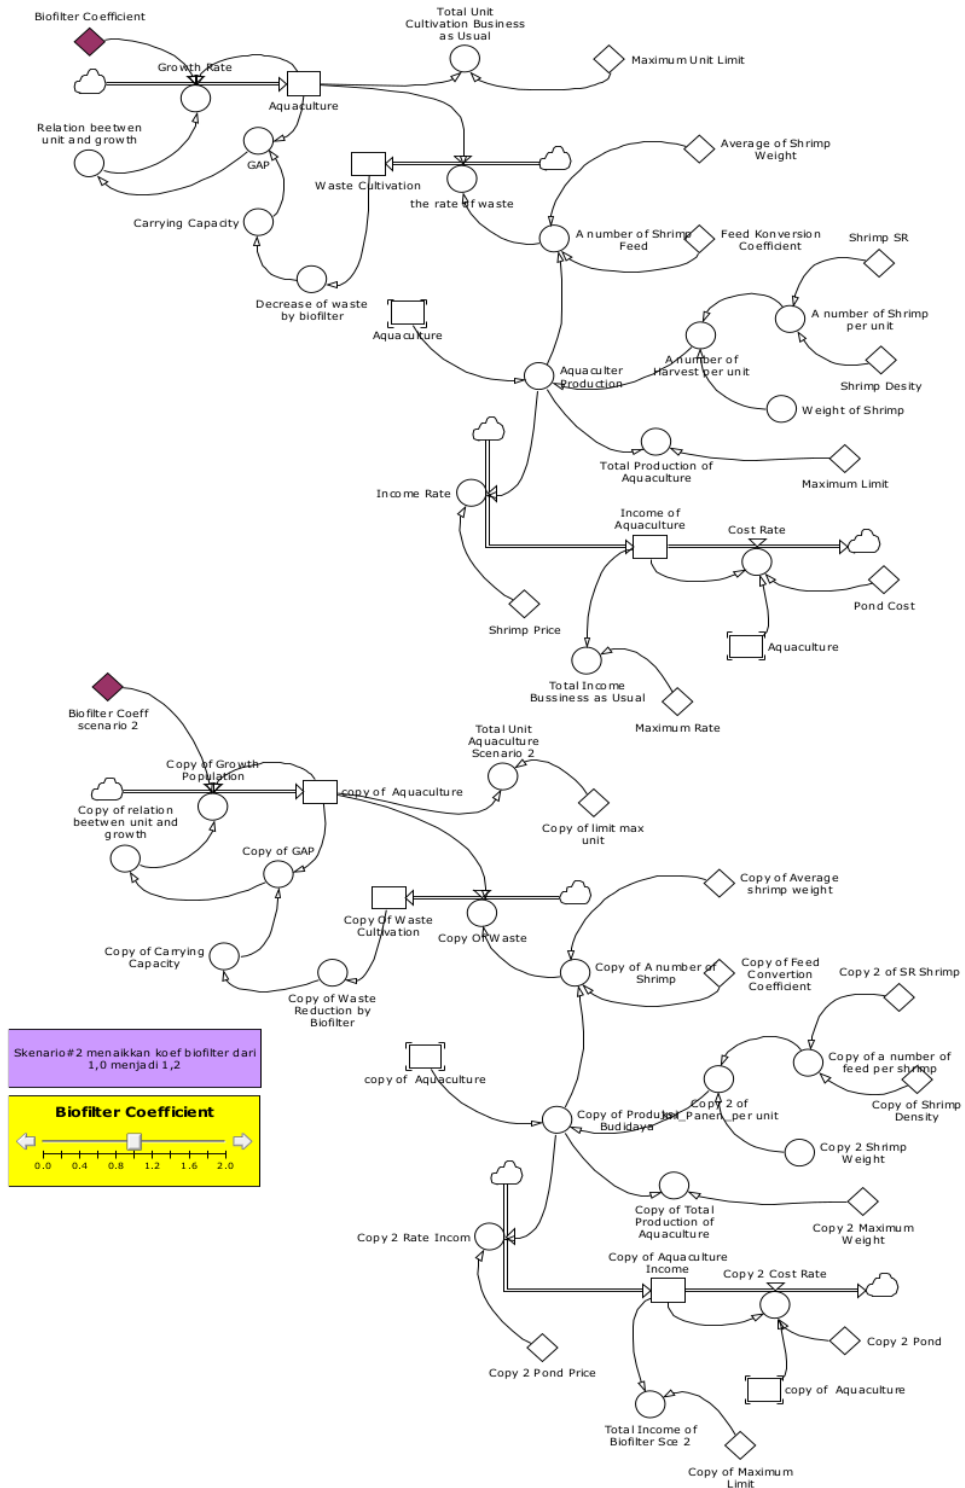 Biofilter Coefficient
Total Unit
Cultivation Business
as Usual
Maximum Unit Limit
Growth Rate
Aquaculture
Relation beetwen
unit and growth
GAP
Average of Shrimp
Weight
Waste Cultivation
the rate of waste
Carrying Capacity
A number of Shrimp
Feed
Feed Konversion
Coefficient
Shrimp SR
Decrease of waste
by biofilter
Aquaculture
A number of Shrimp
per unit
A number of
Harvest per unit
Aquaculter
Production
Shrimp Desity
Weight of Shrimp
Total Production of
Aquaculture
Maximum Limit
Income Rate
Income of
Aquaculture
Cost Rate
Pond Cost
Shrimp Price
Aquaculture
Total Income
Bussiness as Usual
Maximum Rate
Biofilter Coeff
scenario 2
Total Unit
Aquaculture
Scenario 2
Copy of Growth
Population
copy of Aquaculture
Copy of relation
beetwen unit and
growth
Copy of limit max
unit
Copy of GAP
Copy of Average
shrimp weight
Copy Of Waste
Cultivation
Copy Of Waste
Copy of Carrying
Capacity
Copy of A number of
Shrimp
Copy of Feed
Convertion
Coefficient
Copy 2 of SR Shrimp
Copy of Waste
Reduction by
Biofilter
Skenario#2 menaikkan koef biofilter dari
1,0 menjadi 1,2
copy of Aquaculture
Copy of a number of
feed per shrimp
Copy of Shrimp
Density
Biofilter Coefficient
0.0 0.4 0.8 1.2 1.6 2.0
Copy of Produksi
Budidaya
Copy 2 of
Jml_Panen_per unit
Copy 2 Shrimp
Weight
Copy of Total
Production of
Aquaculture
Copy 2 Maximum
Weight
Copy 2 Rate Incom
Copy of Aquaculture
Income
Copy 2 Cost Rate
Copy 2 Pond
Copy 2 Pond Price
copy of Aquaculture
Total Income of
Biofilter Sce 2
Copy of Maximum
Limit